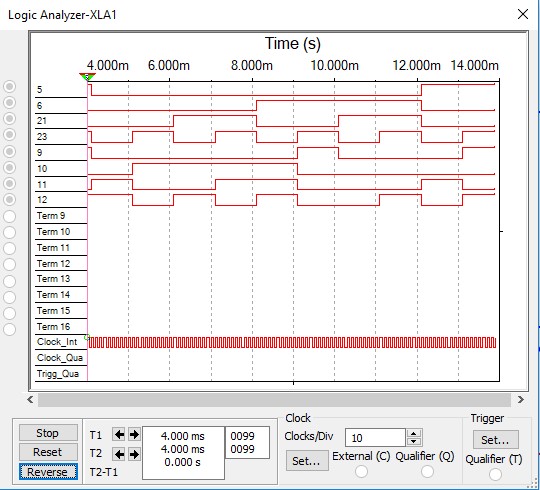 Logic Analyzer-XLA1
Time (s)
4.000m 6.000m 8.000m 10.000m 12.000m 14.000m
5
6
21
23
9
10
11
12
Term 9
Term 10
Term 11
Term 12
Term 13
Term 14
Term 15
Term 16
Clock_Int
Clock_Qua
Trigg_Qua
Stop
Reset
Reverse
T1
T2
T2-T1
4.000 ms
4.000 ms
0.000 s
0099
0099
Clock
Clocks/Div 10
Set...
External (C)
Qualifier (Q)
Trigger
Set...
Qualifier (T)